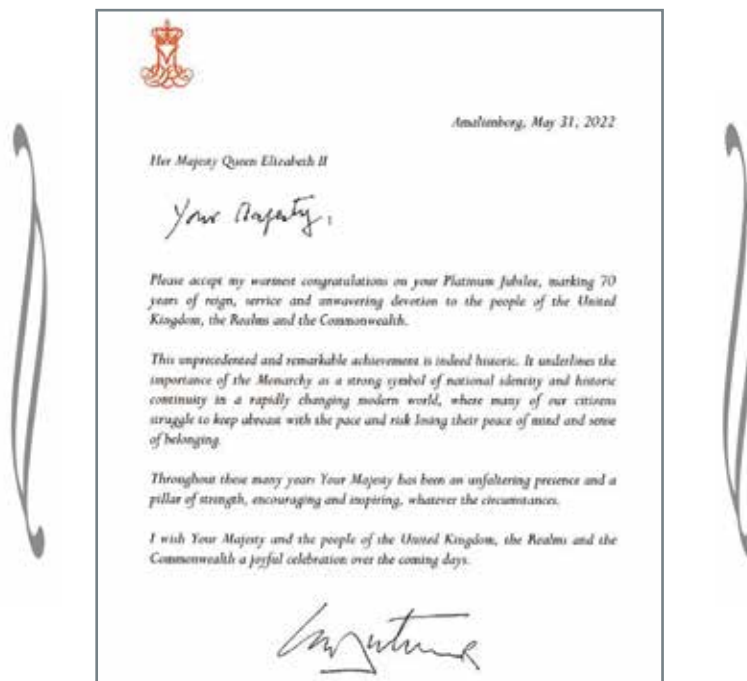 Amalienborg, May 31, 2022
Her Majesty Queen Elizabeth II
Your Majesty,
Please accept my warmest congratulations on your Platinum Jubilee, marking 70
years of reign, service and unwavering devotion to the people of the United
Kingdom, the Realms and the Commonwealth.
This unprecedented and remarkable achievement is indeed historic. It underlines the
importance of the Monarchy as a strong symbol of national identity and historic
continuity in a rapidly changing modern world, where many of our citizens
struggle to keep abreast with the pace and risk losing their peace of mind and sense
of belonging.
Throughout these many years Your Majesty has been an unfaltering presence and a
pillar of strength, encouraging and inspiring, whatever the circumstances.
I wish Your Majesty and the people of the United Kingdom, the Realms and the
Commonwealth a joyful celebration over the coming days.